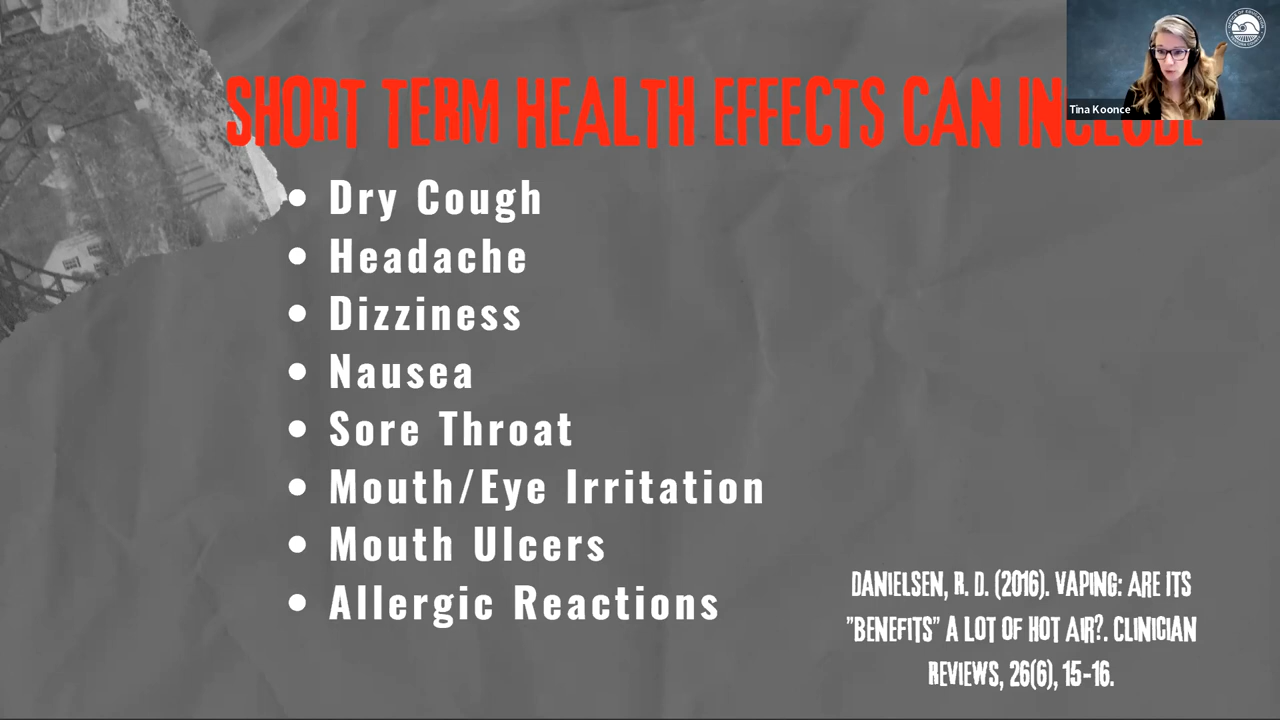 SHORT TERM HEALTH EFFECTS CAN INCLUDE
Tina Koonce
• Dry Cough
• Headache
• Dizziness
• Nausea
• Sore Throat
• Mouth/Eye Irritation
• Mouth Ulcers
• Allergic Reactions
DANIELSEN, R. D. (2016). VAPING: ARE ITS
"BENEFITS" A LOT OF HOT AIR?. CLINICIAN
REVIEWS, 26(6), 15-16.